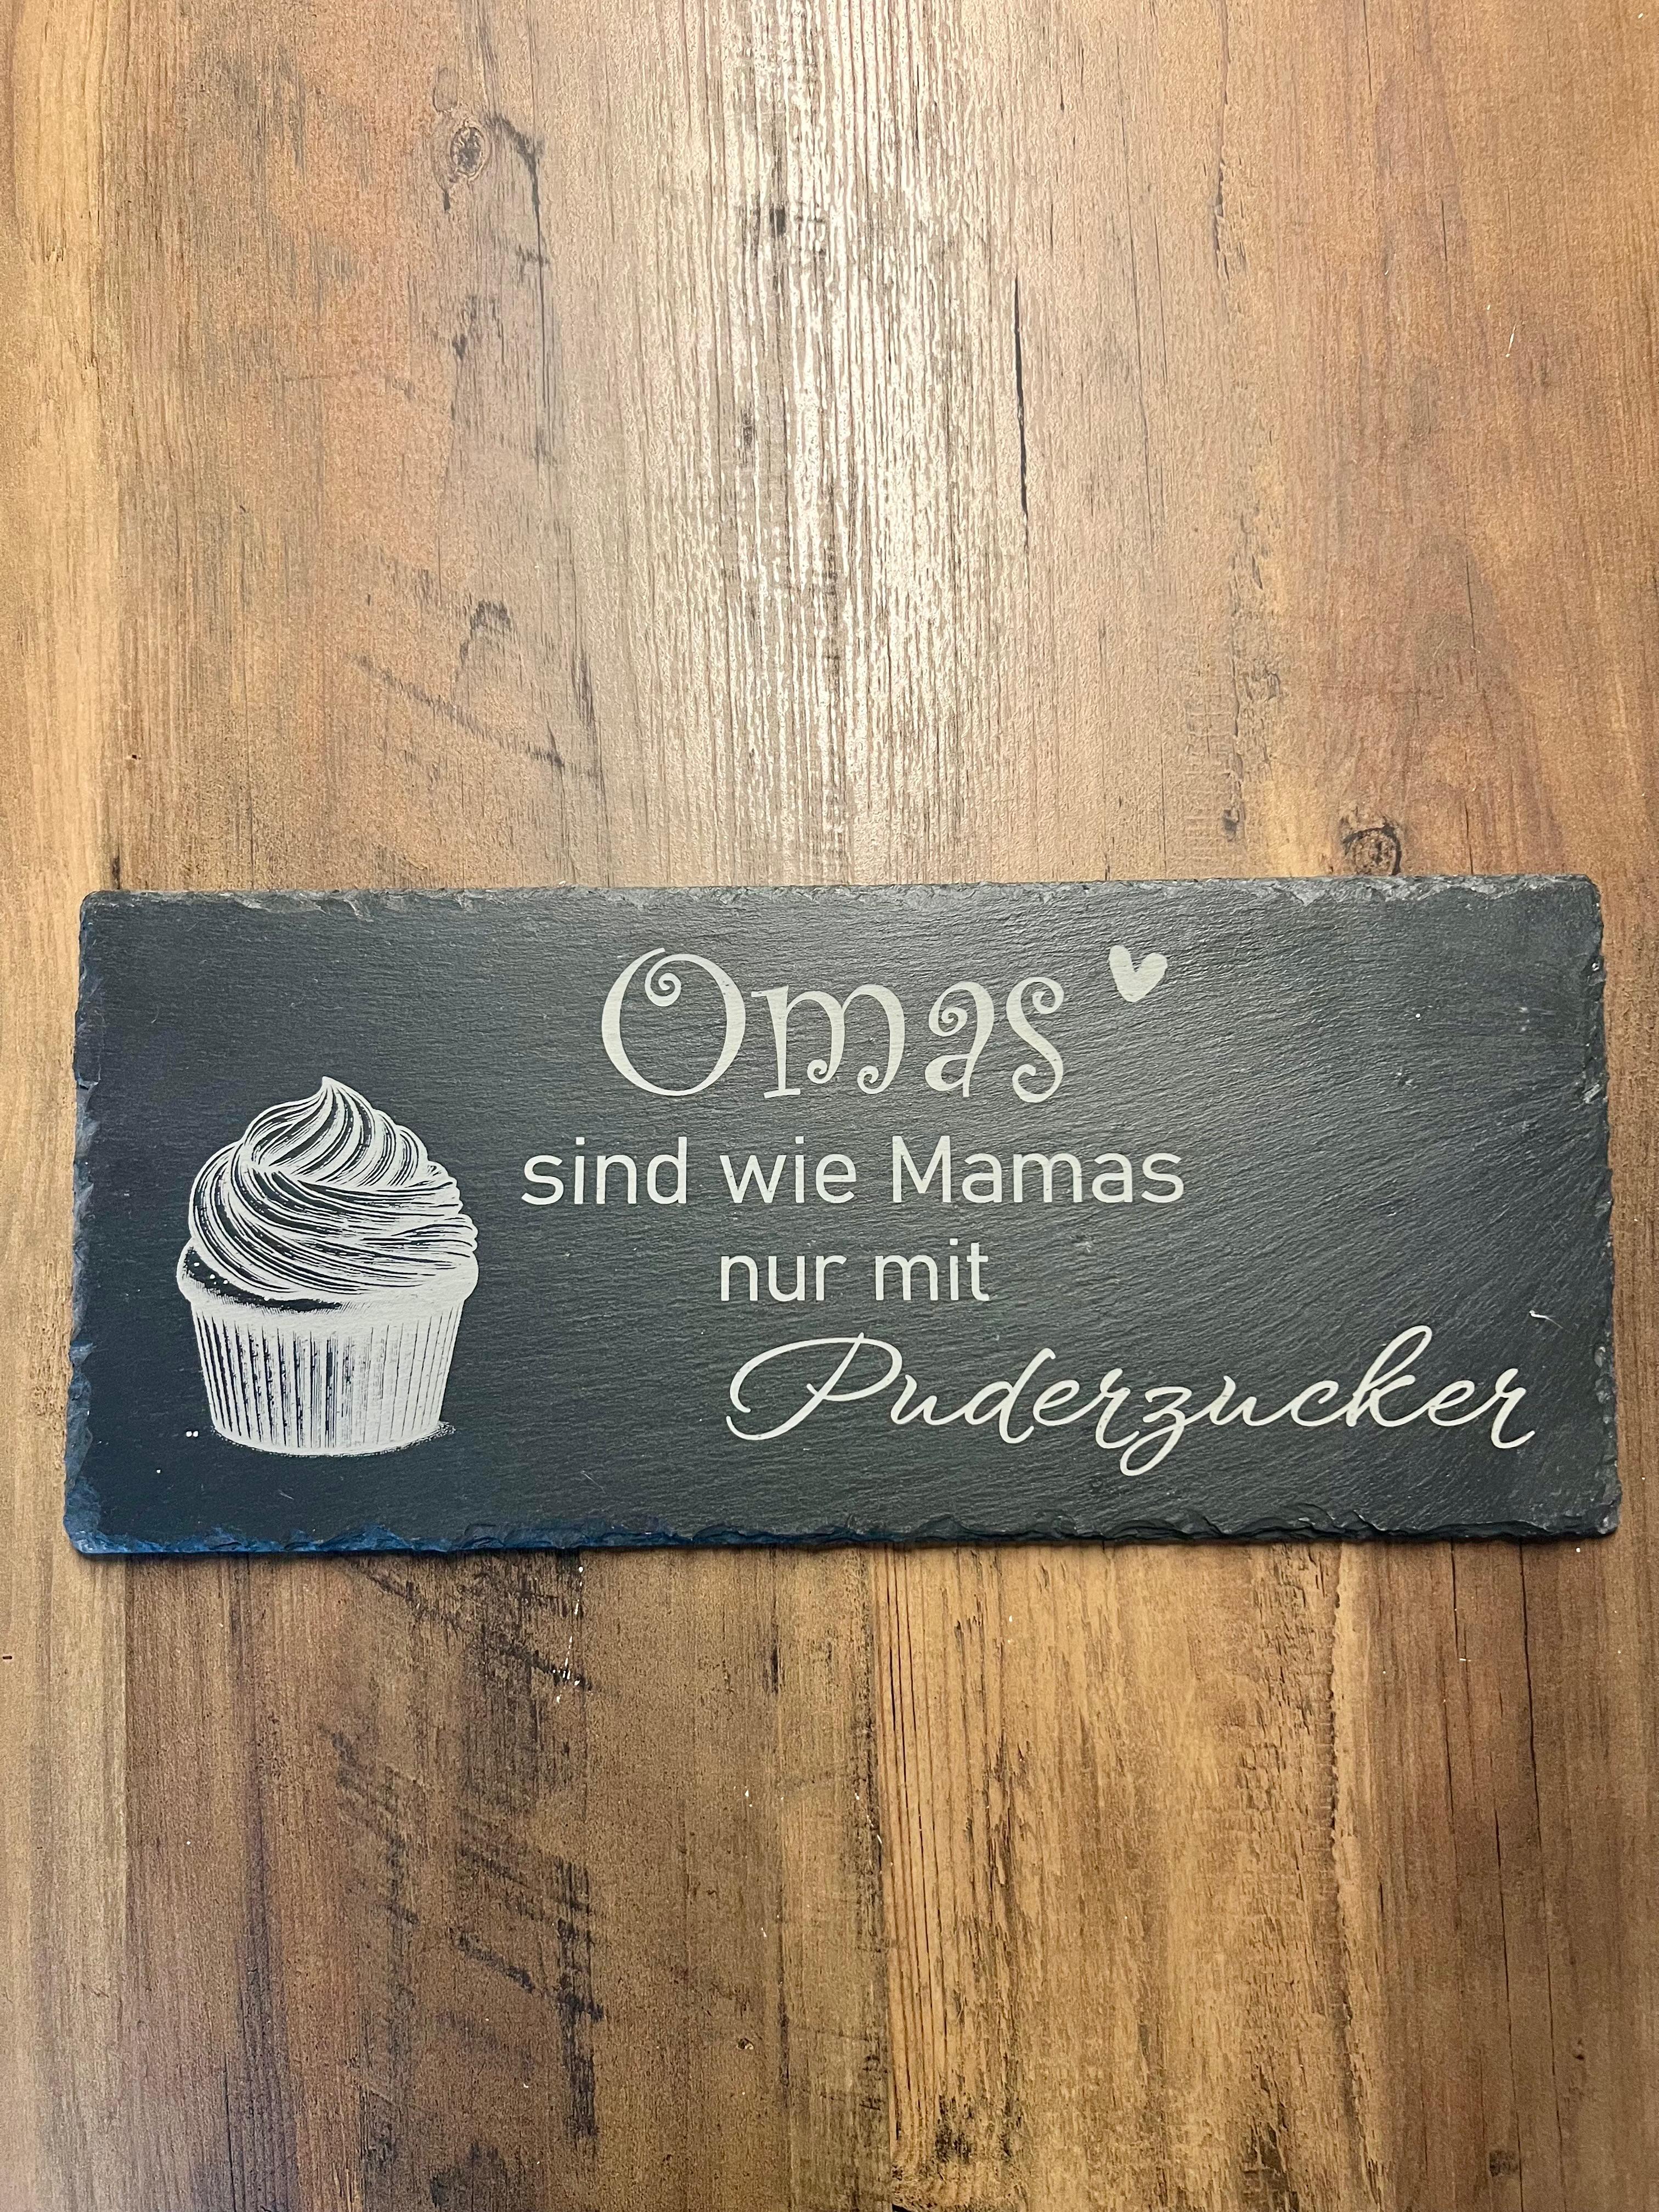 Omas
sind wie Mamas
nur mit
Puderzucker